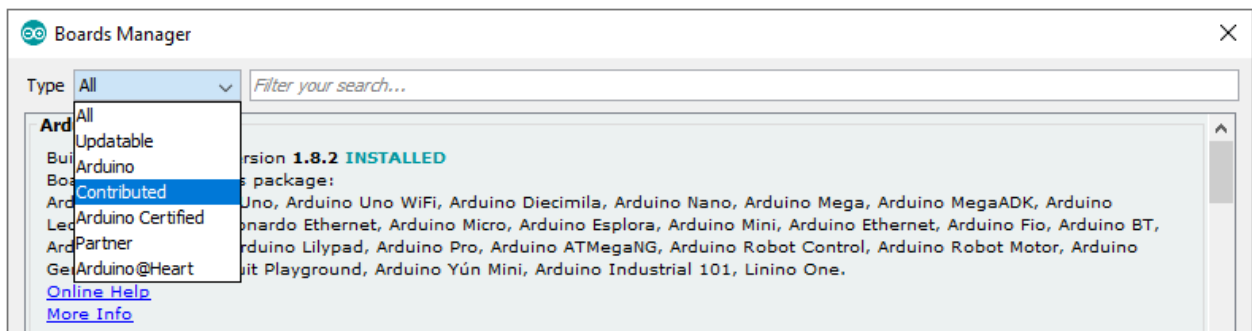 Boards Manager
Type All Filter your search...
All
Updatable
Arduino
Contributed
Arduino Certified
Partner
Arduino@Heart
Ard
Bui rsion 1.8.2 INSTALLED
Boa s package:
Ard Uno, Arduino Uno WiFi, Arduino Diecimila, Arduino Nano, Arduino Mega, Arduino MegaADK, Arduino
Leo onardo Ethernet, Arduino Micro, Arduino Esplora, Arduino Mini, Arduino Ethernet, Arduino Fio, Arduino BT,
Ard rduino Lilypad, Arduino Pro, Arduino ATMegaNG, Arduino Robot Control, Arduino Robot Motor, Arduino
Ge uit Playground, Arduino Yún Mini, Arduino Industrial 101, Linino One.
Online Help
More Info